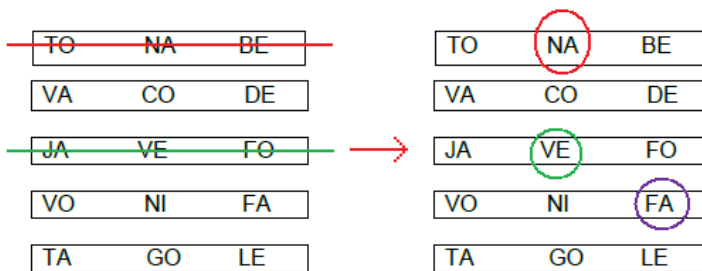 TO NA BE
VA CO DE
JA VE FO
VO NI FA
TA GO LE
TO NA BE
VA CO DE
JA VE FO
VO NI FA
TA GO LE